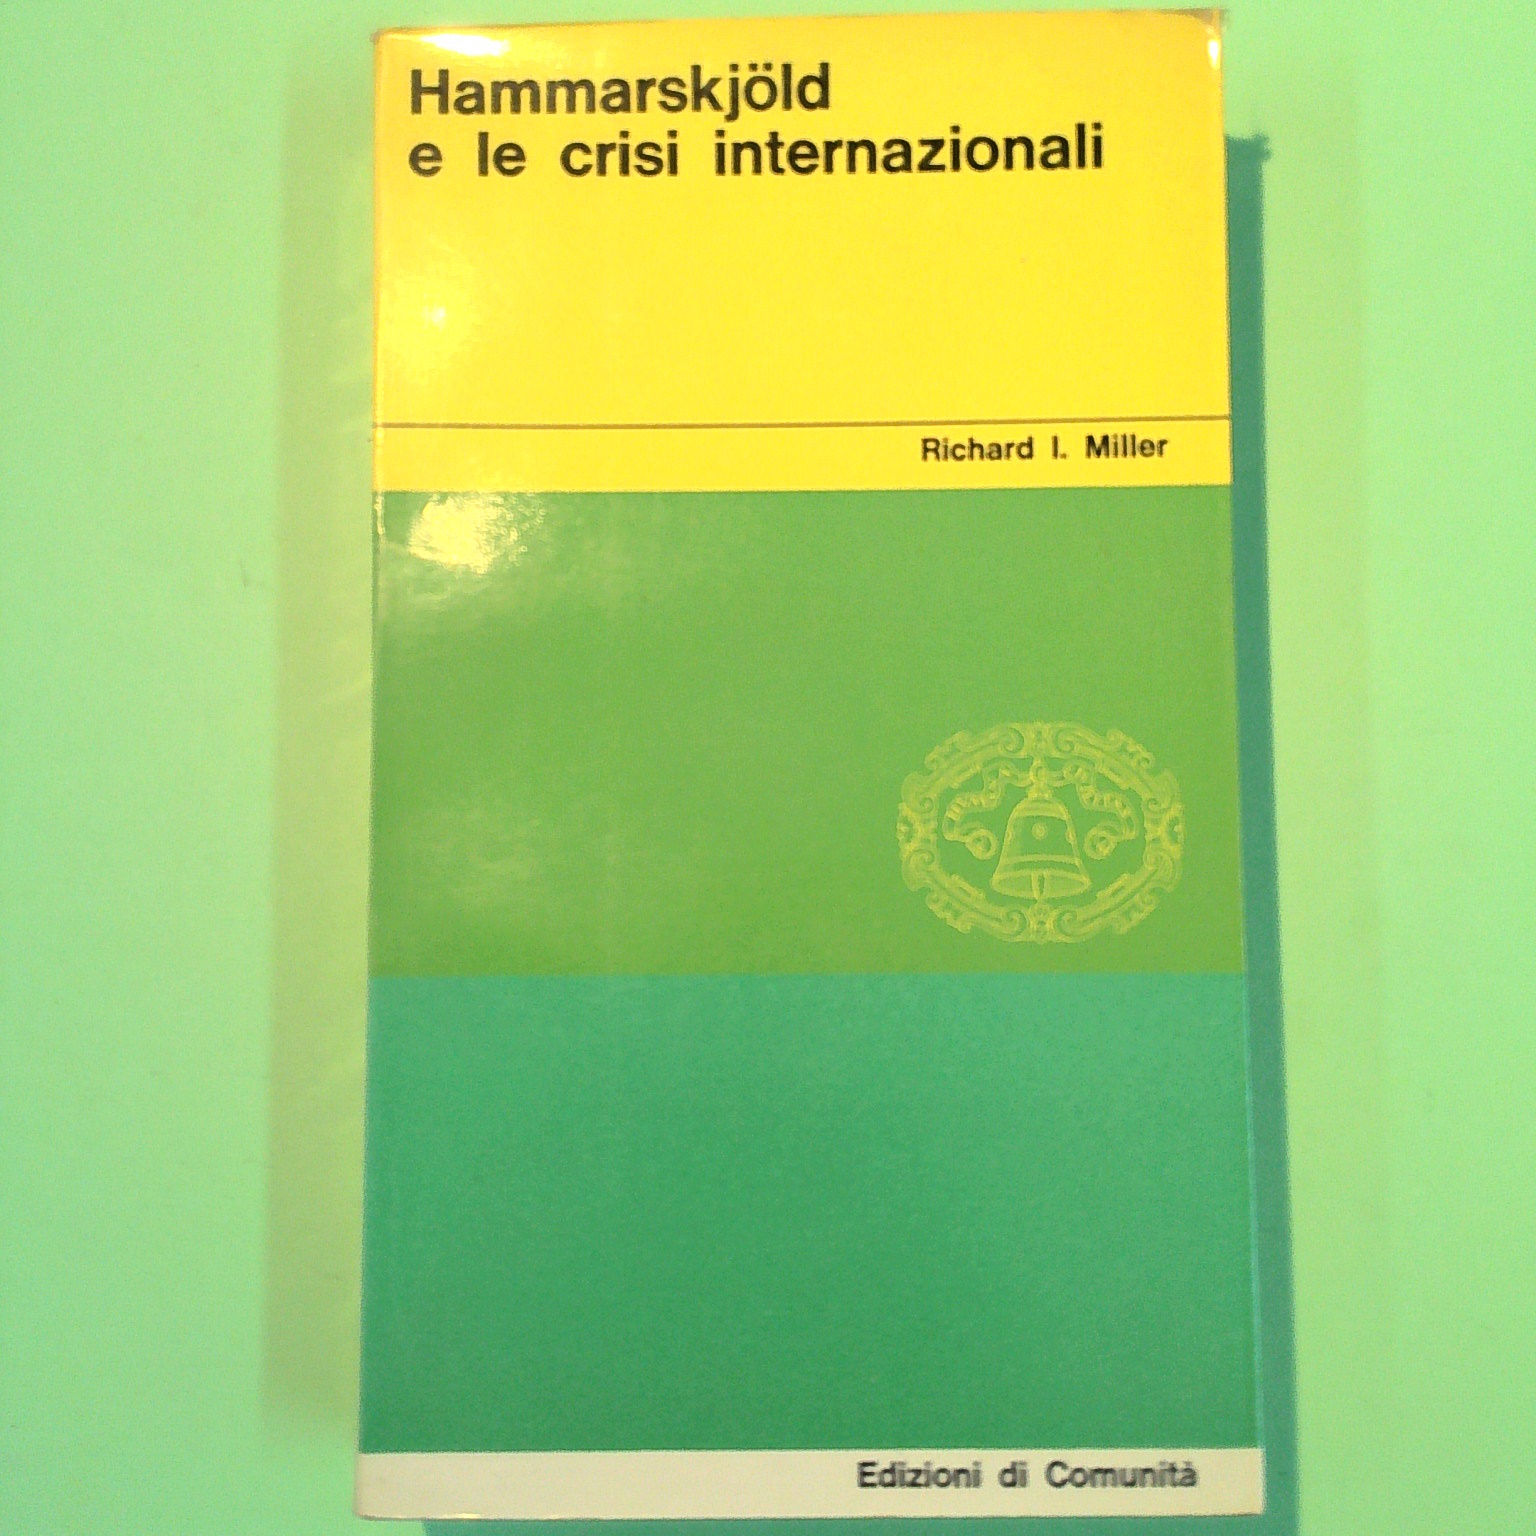 Hammarskjöld
e le crisi internazionali
Richard I. Miller
Edizioni di Comunità